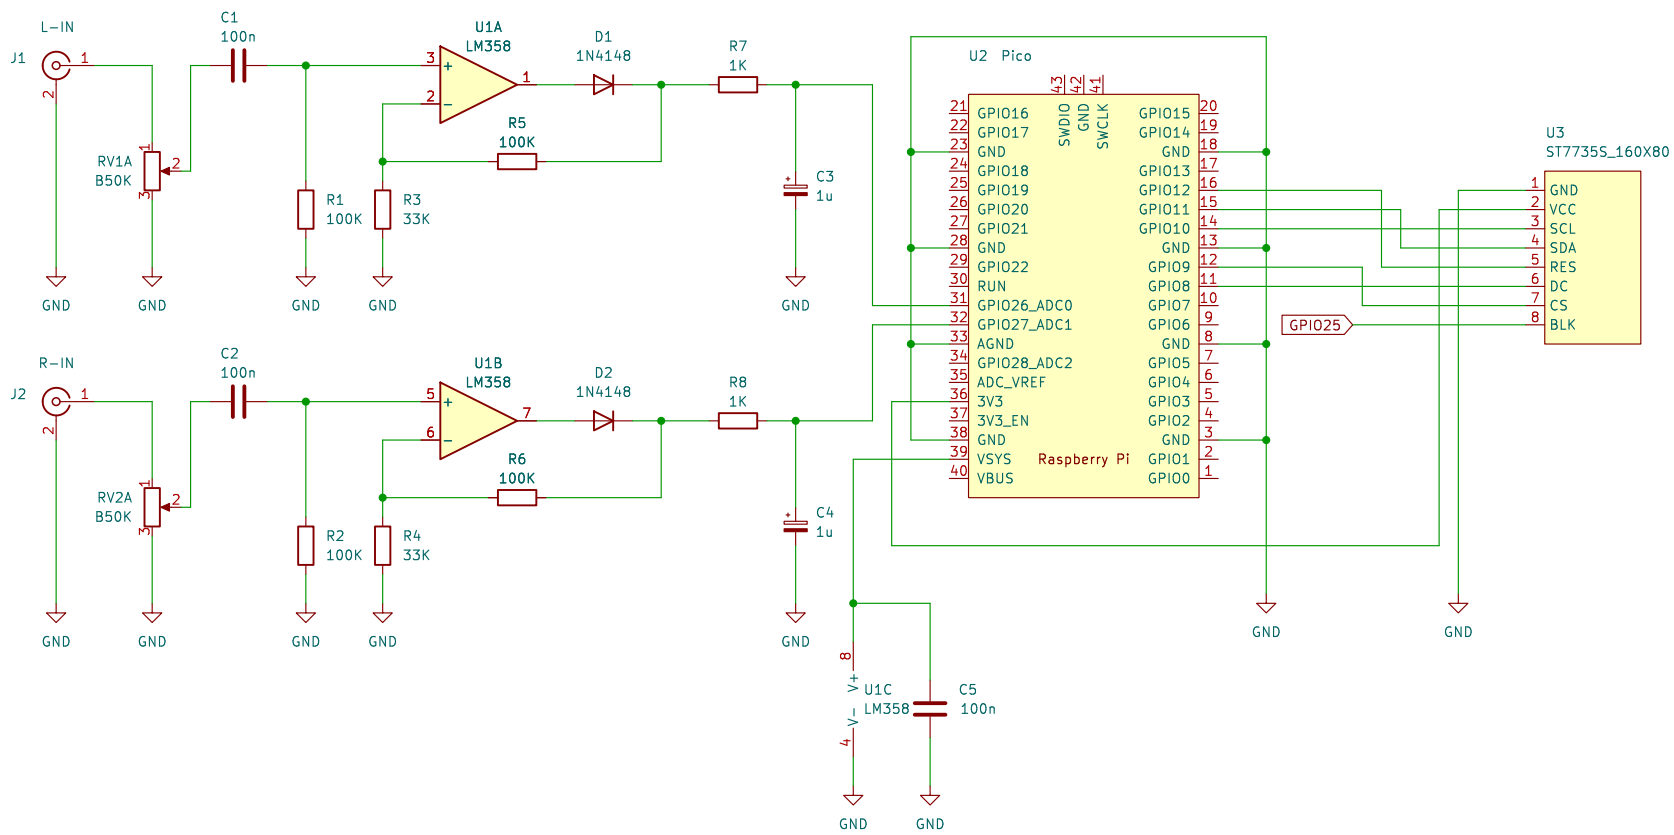 L-IN
J1
1
2
C1
100n
RV1A
B50K
1
2
3
R1
100K
R3
33K
U1A
LM358
3
+
2
−
1
R5
100K
D1
1N4148
R7
1K
C3
+
1u
GND
GND
GND
GND
GND
R-IN
J2
1
2
C2
100n
RV2A
B50K
1
2
3
R2
100K
R4
33K
U1B
LM358
5
+
6
−
7
R6
100K
D2
1N4148
R8
1K
C4
+
1u
GND
GND
GND
GND
GND
U2 Pico
43 42 41
SWDIO GND SWCLK
21 GPIO16 GPIO15 20
22 GPIO17 GPIO14 19
23 GND GND 18
24 GPIO18 GPIO13 17
25 GPIO19 GPIO12 16
26 GPIO20 GPIO11 15
27 GPIO21 GPIO10 14
28 GND GND 13
29 GPIO22 GPIO9 12
30 RUN GPIO8 11
31 GPIO26_ADC0 GPIO7 10
32 GPIO27_ADC1 GPIO6 9
33 AGND GND 8
34 GPIO28_ADC2 GPIO5 7
35 ADC_VREF GPIO4 6
36 3V3 GPIO3 5
37 3V3_EN GPIO2 4
38 GND GND 3
39 VSYS Raspberry Pi GPIO1 2
40 VBUS GPIO0 1
U3
ST7735S_160X80
1 GND
2 VCC
3 SCL
4 SDA
5 RES
6 DC
7 CS
GPIO25 8 BLK
GND
GND
8
V+
U1C
LM358
V−
4
C5
100n
GND
GND